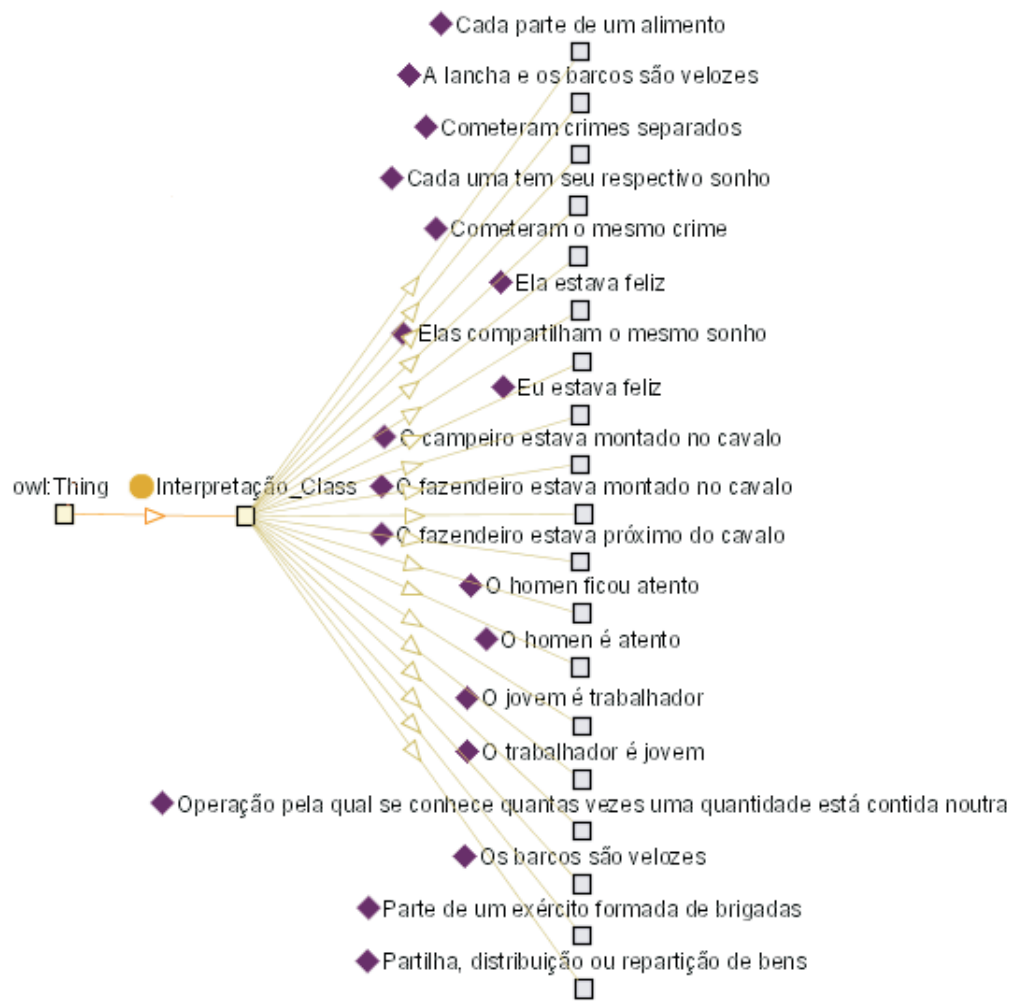 Cada parte de um alimento
A lancha e os barcos são velozes
Cometeram crimes separados
Cada uma tem seu respectivo sonho
Cometeram o mesmo crime
Ela estava feliz
Elas compartilham o mesmo sonho
Eu estava feliz
O campeiro estava montado no cavalo
owl:Thing
Interpretação_Class
O fazendeiro estava montado no cavalo
O fazendeiro estava próximo do cavalo
O homen ficou atento
O homen é atento
O jovem é trabalhador
O trabalhador é jovem
Operação pela qual se conhece quantas vezes uma quantidade está contida noutra
Os barcos são velozes
Parte de um exército formada de brigadas
Partilha, distribuição ou repartição de bens